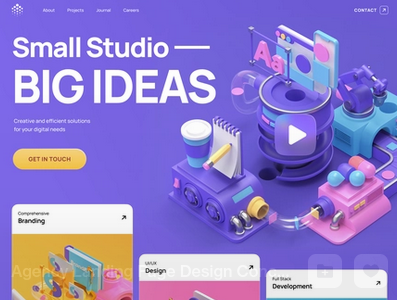 About Projects Journal Careers
CONTACT
Small Studio —
BIG IDEAS
Creative and efficient solutions
for your digital needs
GET IN TOUCH
Aa
Comprehensive
Branding
UI/UX
Design
Full Stack
Development